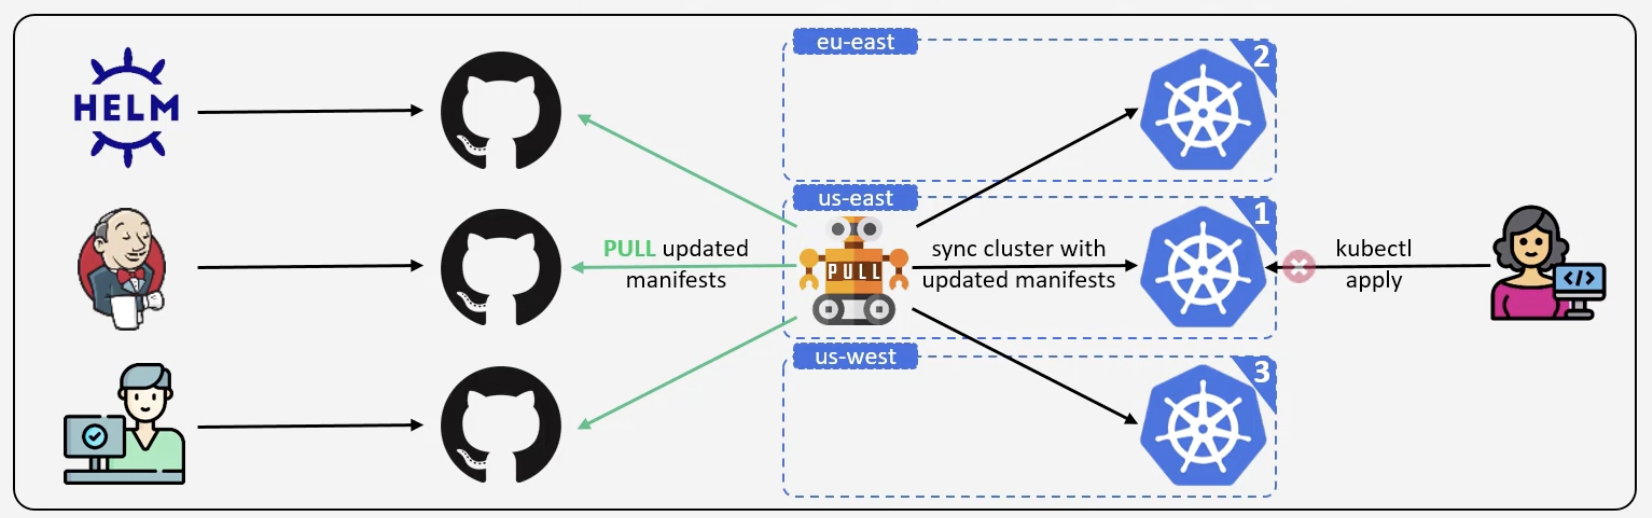 HELM
eu-east
2
us-east
PULL updated
manifests
PULL
sync cluster with
updated manifests
1
kubectl
apply
</>
us-west
3